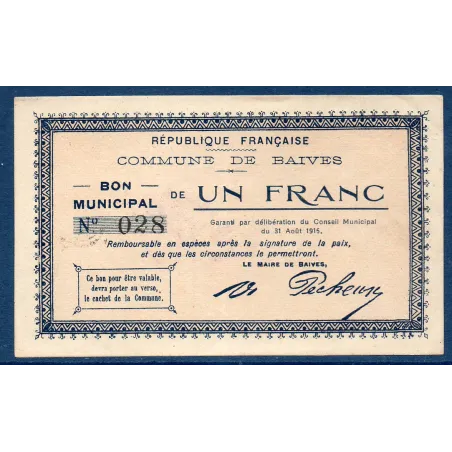 RÉPUBLIQUE FRANÇAISE
COMMUNE DE BAIVES
BON
MUNICIPAL
DE UN FRANC
Nº 028
Garanti par délibération du Conseil Municipal
du 31 Août 1915.
Remboursable en espèces après la signature de la paix,
et dès que les circonstances le permettront.
LE MAIRE DE BAIVES,
Ce bon pour être valable,
devra porter au verso,
le cachet de la Commune.